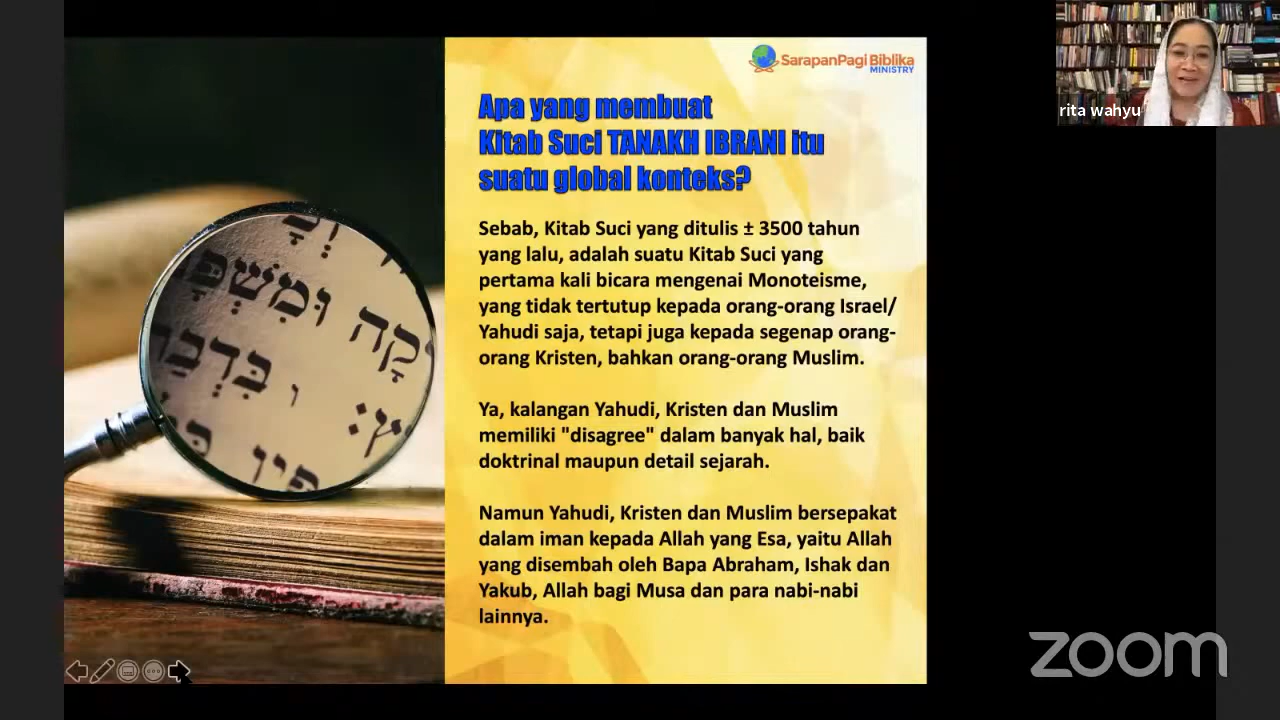 SarapanPagi Biblika
MINISTRY
rita wahyu
Apa yang membuat
Kitab Suci TANAKH IBRANI itu
suatu global konteks?
Sebab, Kitab Suci yang ditulis ± 3500 tahun
yang lalu, adalah suatu Kitab Suci yang
pertama kali bicara mengenai Monoteisme,
yang tidak tertutup kepada orang-orang Israel/
Yahudi saja, tetapi juga kepada segenap orang-
orang Kristen, bahkan orang-orang Muslim.
Ya, kalangan Yahudi, Kristen dan Muslim
memiliki "disagree" dalam banyak hal, baik
doktrinal maupun detail sejarah.
Namun Yahudi, Kristen dan Muslim bersepakat
dalam iman kepada Allah yang Esa, yaitu Allah
yang disembah oleh Bapa Abraham, Ishak dan
Yakub, Allah bagi Musa dan para nabi-nabi
lainnya.
zoom